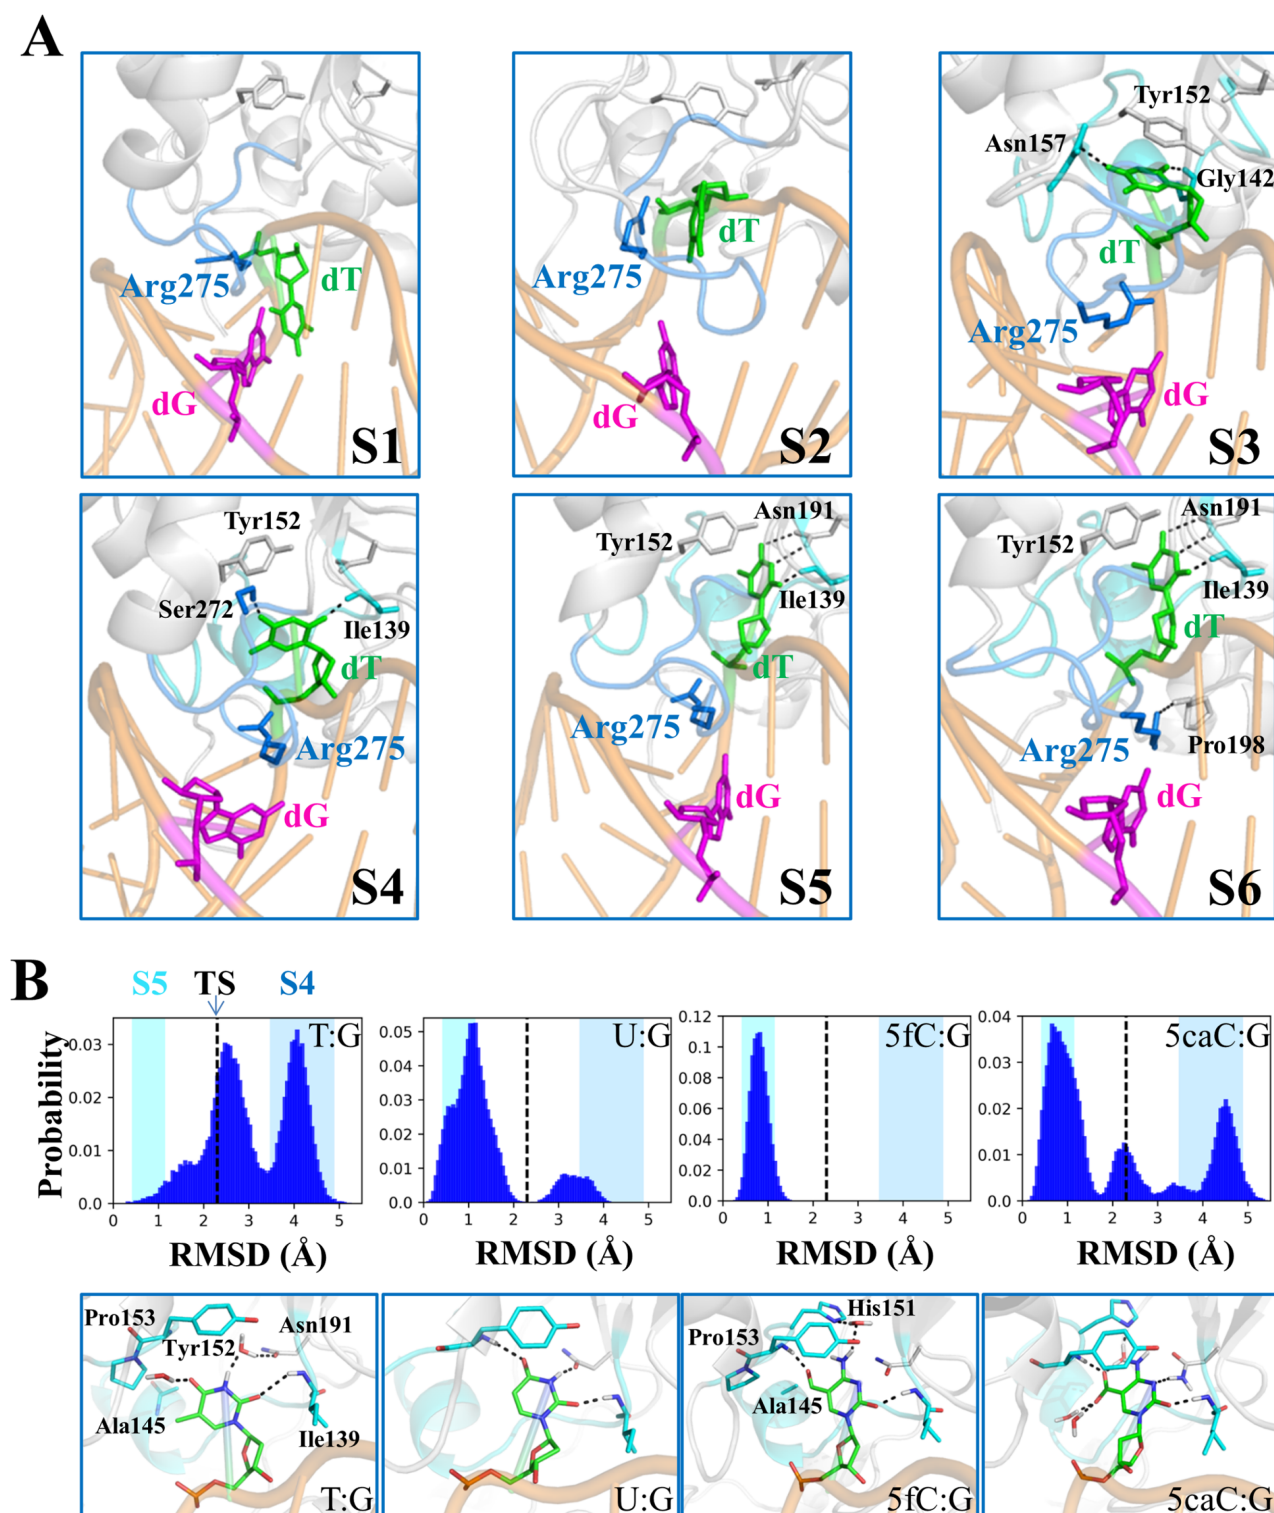 A
Arg275
dT
dG
S1
Arg275
dT
dG
S2
Tyr152
Asn157
Gly142
dT
Arg275
dG
S3
Tyr152
Ser272
Ile139
dT
Arg275
dG
S4
Asn191
Tyr152
Ile139
dT
Arg275
dG
S5
Asn191
Tyr152
Ile139
dT
Arg275
Pro198
dG
S6
B
S5 TS S4
Probability
T:G
0.03
0.02
0.01
0.0
0 1 2 3 4 5
RMSD (Å)
U:G
0.05
0.04
0.03
0.02
0.01
0.0
0 1 2 3 4 5
RMSD (Å)
5fC:G
0.12
0.1
0.08
0.06
0.04
0.02
0.0
0 1 2 3 4 5
RMSD (Å)
5caC:G
0.04
0.03
0.02
0.01
0.0
0 1 2 3 4 5
RMSD (Å)
Pro153
Tyr152
Asn191
Ala145
Ile139
T:G
U:G
His151
Pro153
Ala145
5fC:G
5caC:G